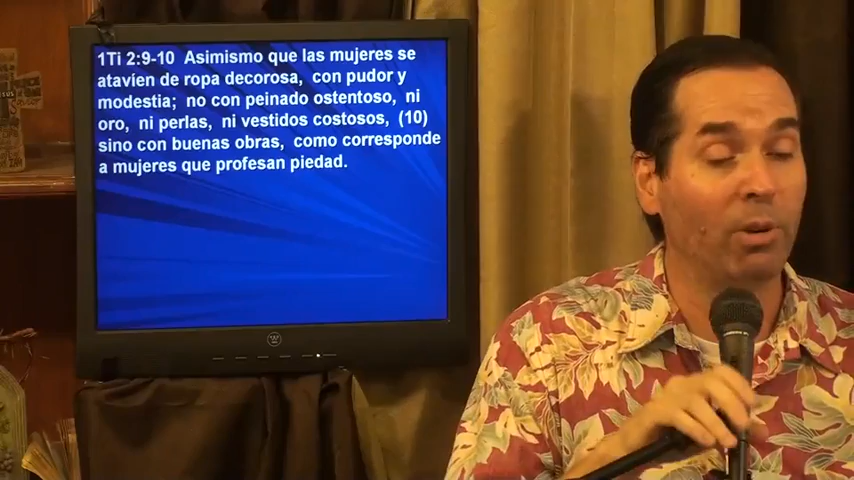 1Ti 2:9-10 Asimismo que las mujeres se
atavíen de ropa decorosa, con pudor y
modestia; no con peinado ostentoso, ni
oro, ni perlas, ni vestidos costosos, (10)
sino con buenas obras, como corresponde
a mujeres que profesan piedad.